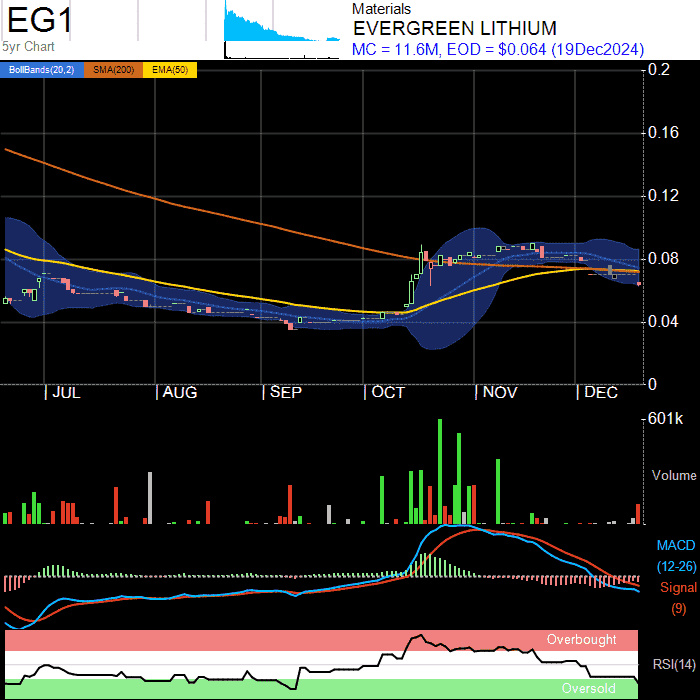 EG1
5yr Chart
Materials
EVERGREEN LITHIUM
MC = 11.6M, EOD = $0.064 (19Dec2024)
BollBands(20,2) SMA(200) EMA(50)
0.2
0.16
0.12
0.08
0.04
0
| JUL | AUG | SEP | OCT | NOV | DEC
601k
Volume
MACD
(12-26)
Signal
(9)
Overbought
RSI(14)
Oversold